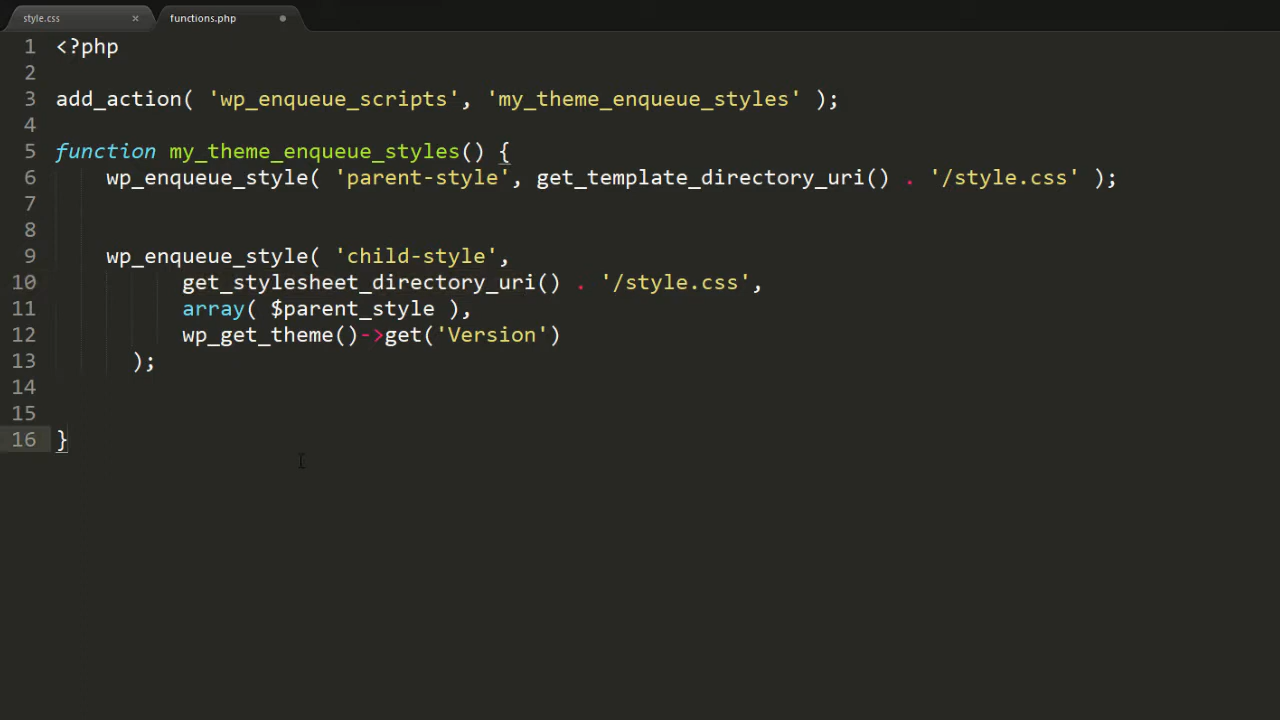 style.css × functions.php
1 <?php
2
3 add_action( 'wp_enqueue_scripts', 'my_theme_enqueue_styles' );
4
5 function my_theme_enqueue_styles() {
6 wp_enqueue_style( 'parent-style', get_template_directory_uri() . '/style.css' );
7
8
9 wp_enqueue_style( 'child-style',
10 get_stylesheet_directory_uri() . '/style.css',
11 array( $parent_style ),
12 wp_get_theme()->get('Version')
13 );
14
15
16 }